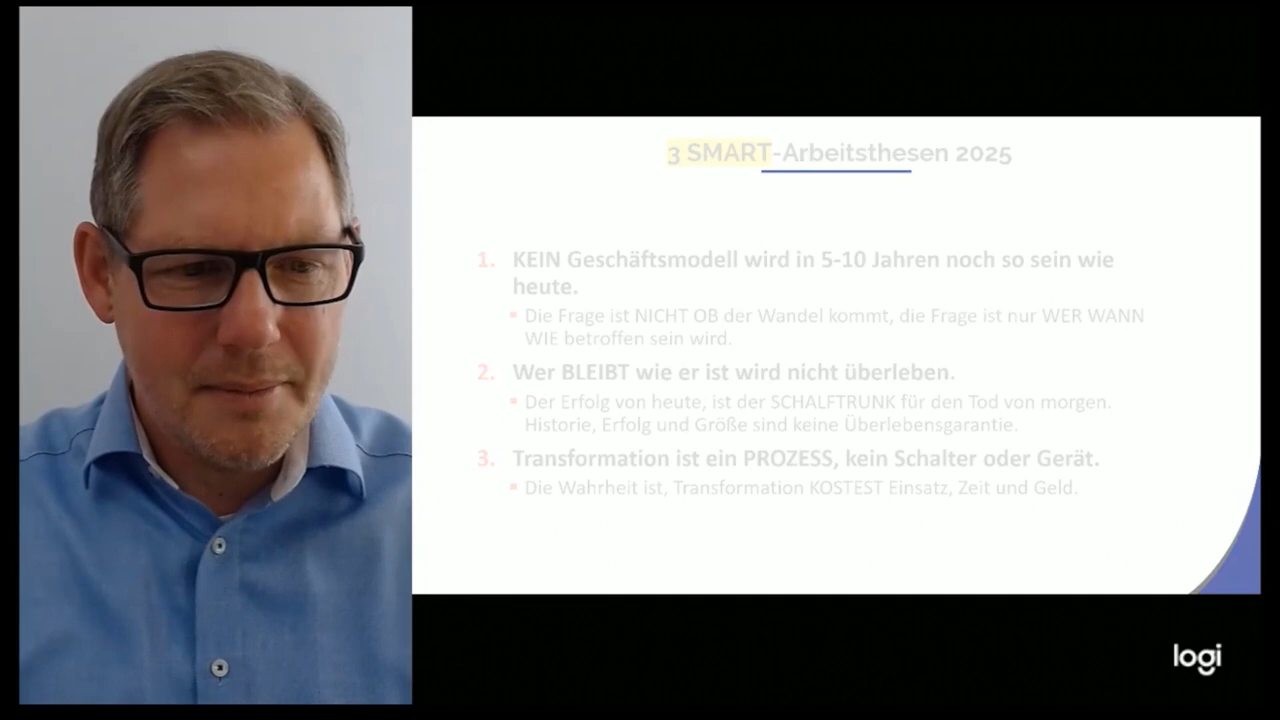 3 SMART-Arbeitsthesen 2025
1. KEIN Geschäftsmodell wird in 5-10 Jahren noch so sein wie
heute.
▪ Die Frage ist NICHT OB der Wandel kommt, die Frage ist nur WER WANN
WIE betroffen sein wird.
2. Wer BLEIBT wie er ist wird nicht überleben.
▪ Der Erfolg von heute, ist der SCHALFTRUNK für den Tod von morgen.
Historie, Erfolg und Größe sind keine Überlebensgarantie.
3. Transformation ist ein PROZESS, kein Schalter oder Gerät.
▪ Die Wahrheit ist, Transformation KOSTEST Einsatz, Zeit und Geld.
logi